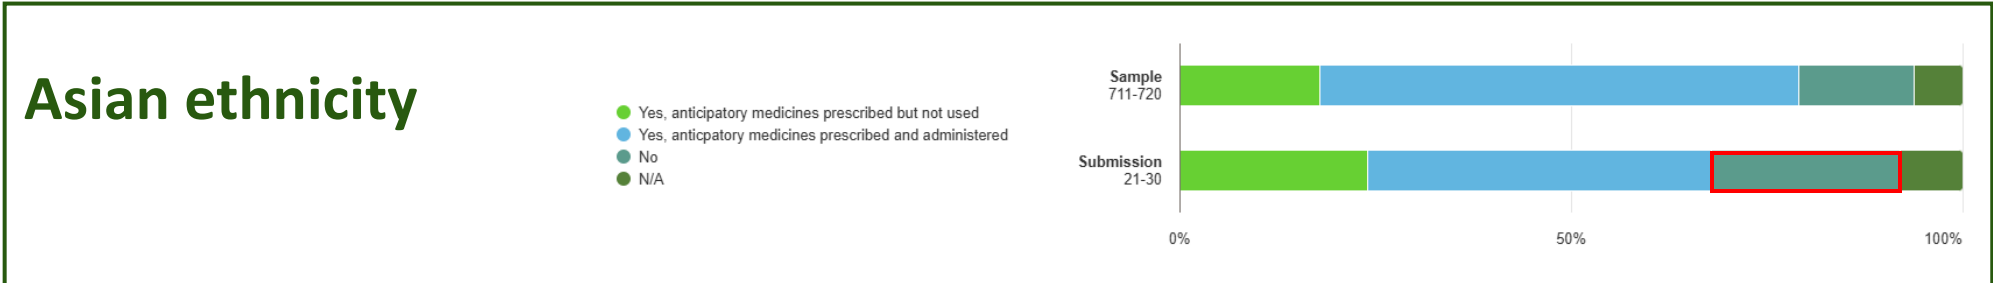 Asian ethnicity
Yes, anticipatory medicines prescribed but not used
Yes, anticpatory medicines prescribed and administered
No
N/A
Sample
711-720
Submission
21-30
0%
50%
100%